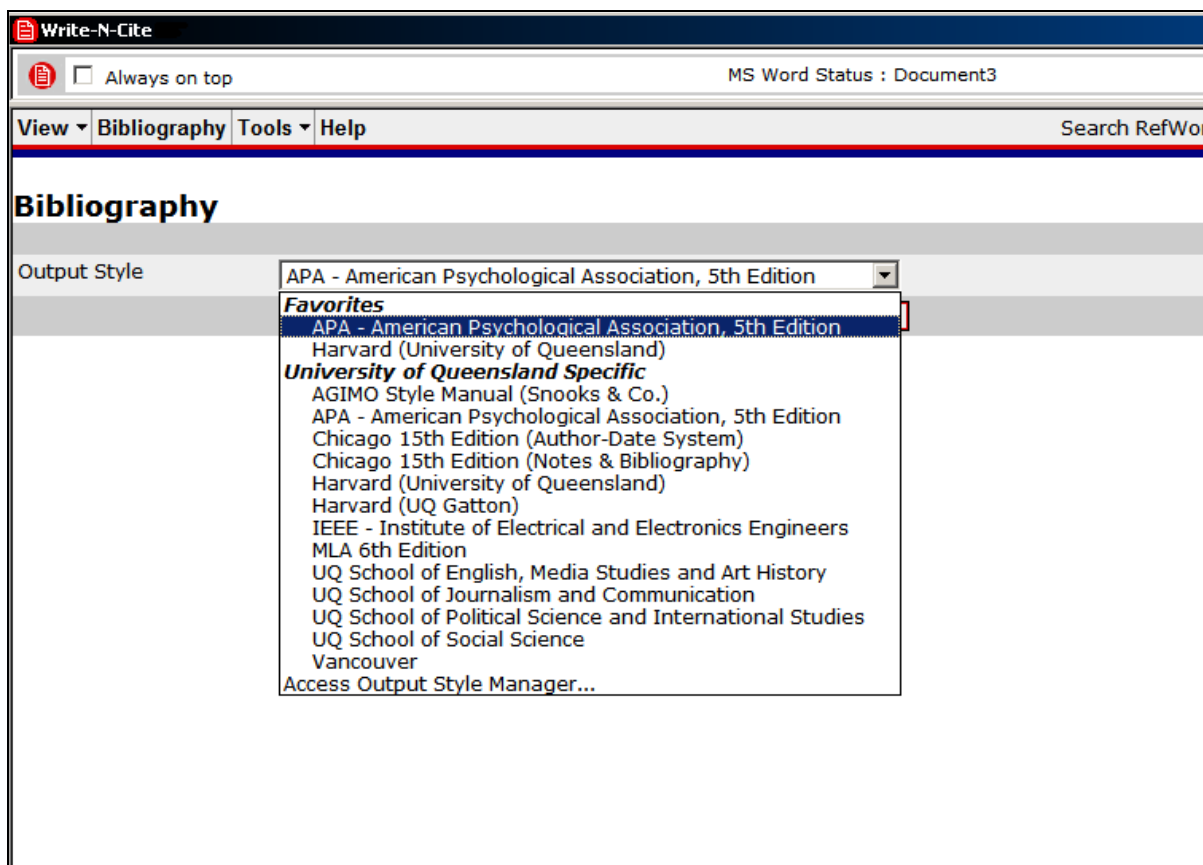 Write-N-Cite
Always on top MS Word Status : Document3
View Bibliography Tools Help Search RefWor
Bibliography
Output Style APA - American Psychological Association, 5th Edition
Favorites
APA - American Psychological Association, 5th Edition
Harvard (University of Queensland)
University of Queensland Specific
AGIMO Style Manual (Snooks & Co.)
APA - American Psychological Association, 5th Edition
Chicago 15th Edition (Author-Date System)
Chicago 15th Edition (Notes & Bibliography)
Harvard (University of Queensland)
Harvard (UQ Gatton)
IEEE - Institute of Electrical and Electronics Engineers
MLA 6th Edition
UQ School of English, Media Studies and Art History
UQ School of Journalism and Communication
UQ School of Political Science and International Studies
UQ School of Social Science
Vancouver
Access Output Style Manager...